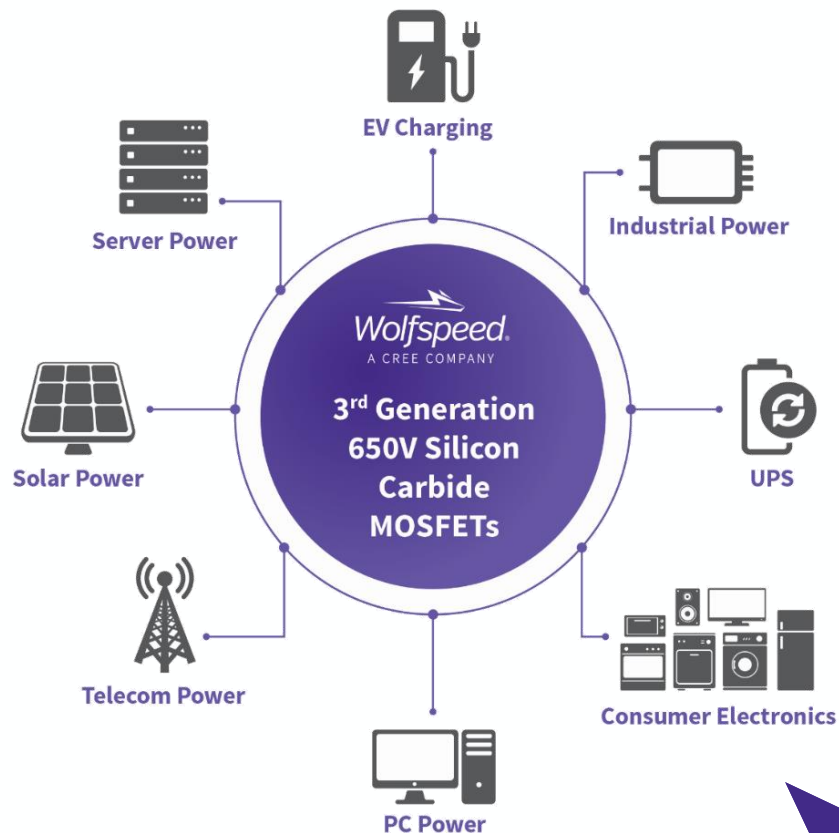 EV Charging
Server Power
Industrial Power
Wolfspeed.
A CREE COMPANY
3rd Generation
650V Silicon
Carbide
MOSFETs
Solar Power
UPS
Telecom Power
Consumer Electronics
PC Power